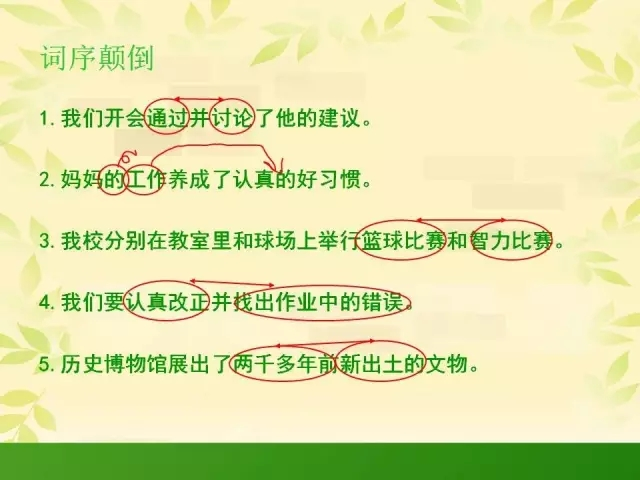 词序颠倒
1.我们开会通过并讨论了他的建议。
2.妈妈的工作养成了认真的好习惯。
3.我校分别在教室里和球场上举行篮球比赛和智力比赛。
4.我们要认真改正并找出作业中的错误。
5.历史博物馆展出了两千多年前新出土的文物。